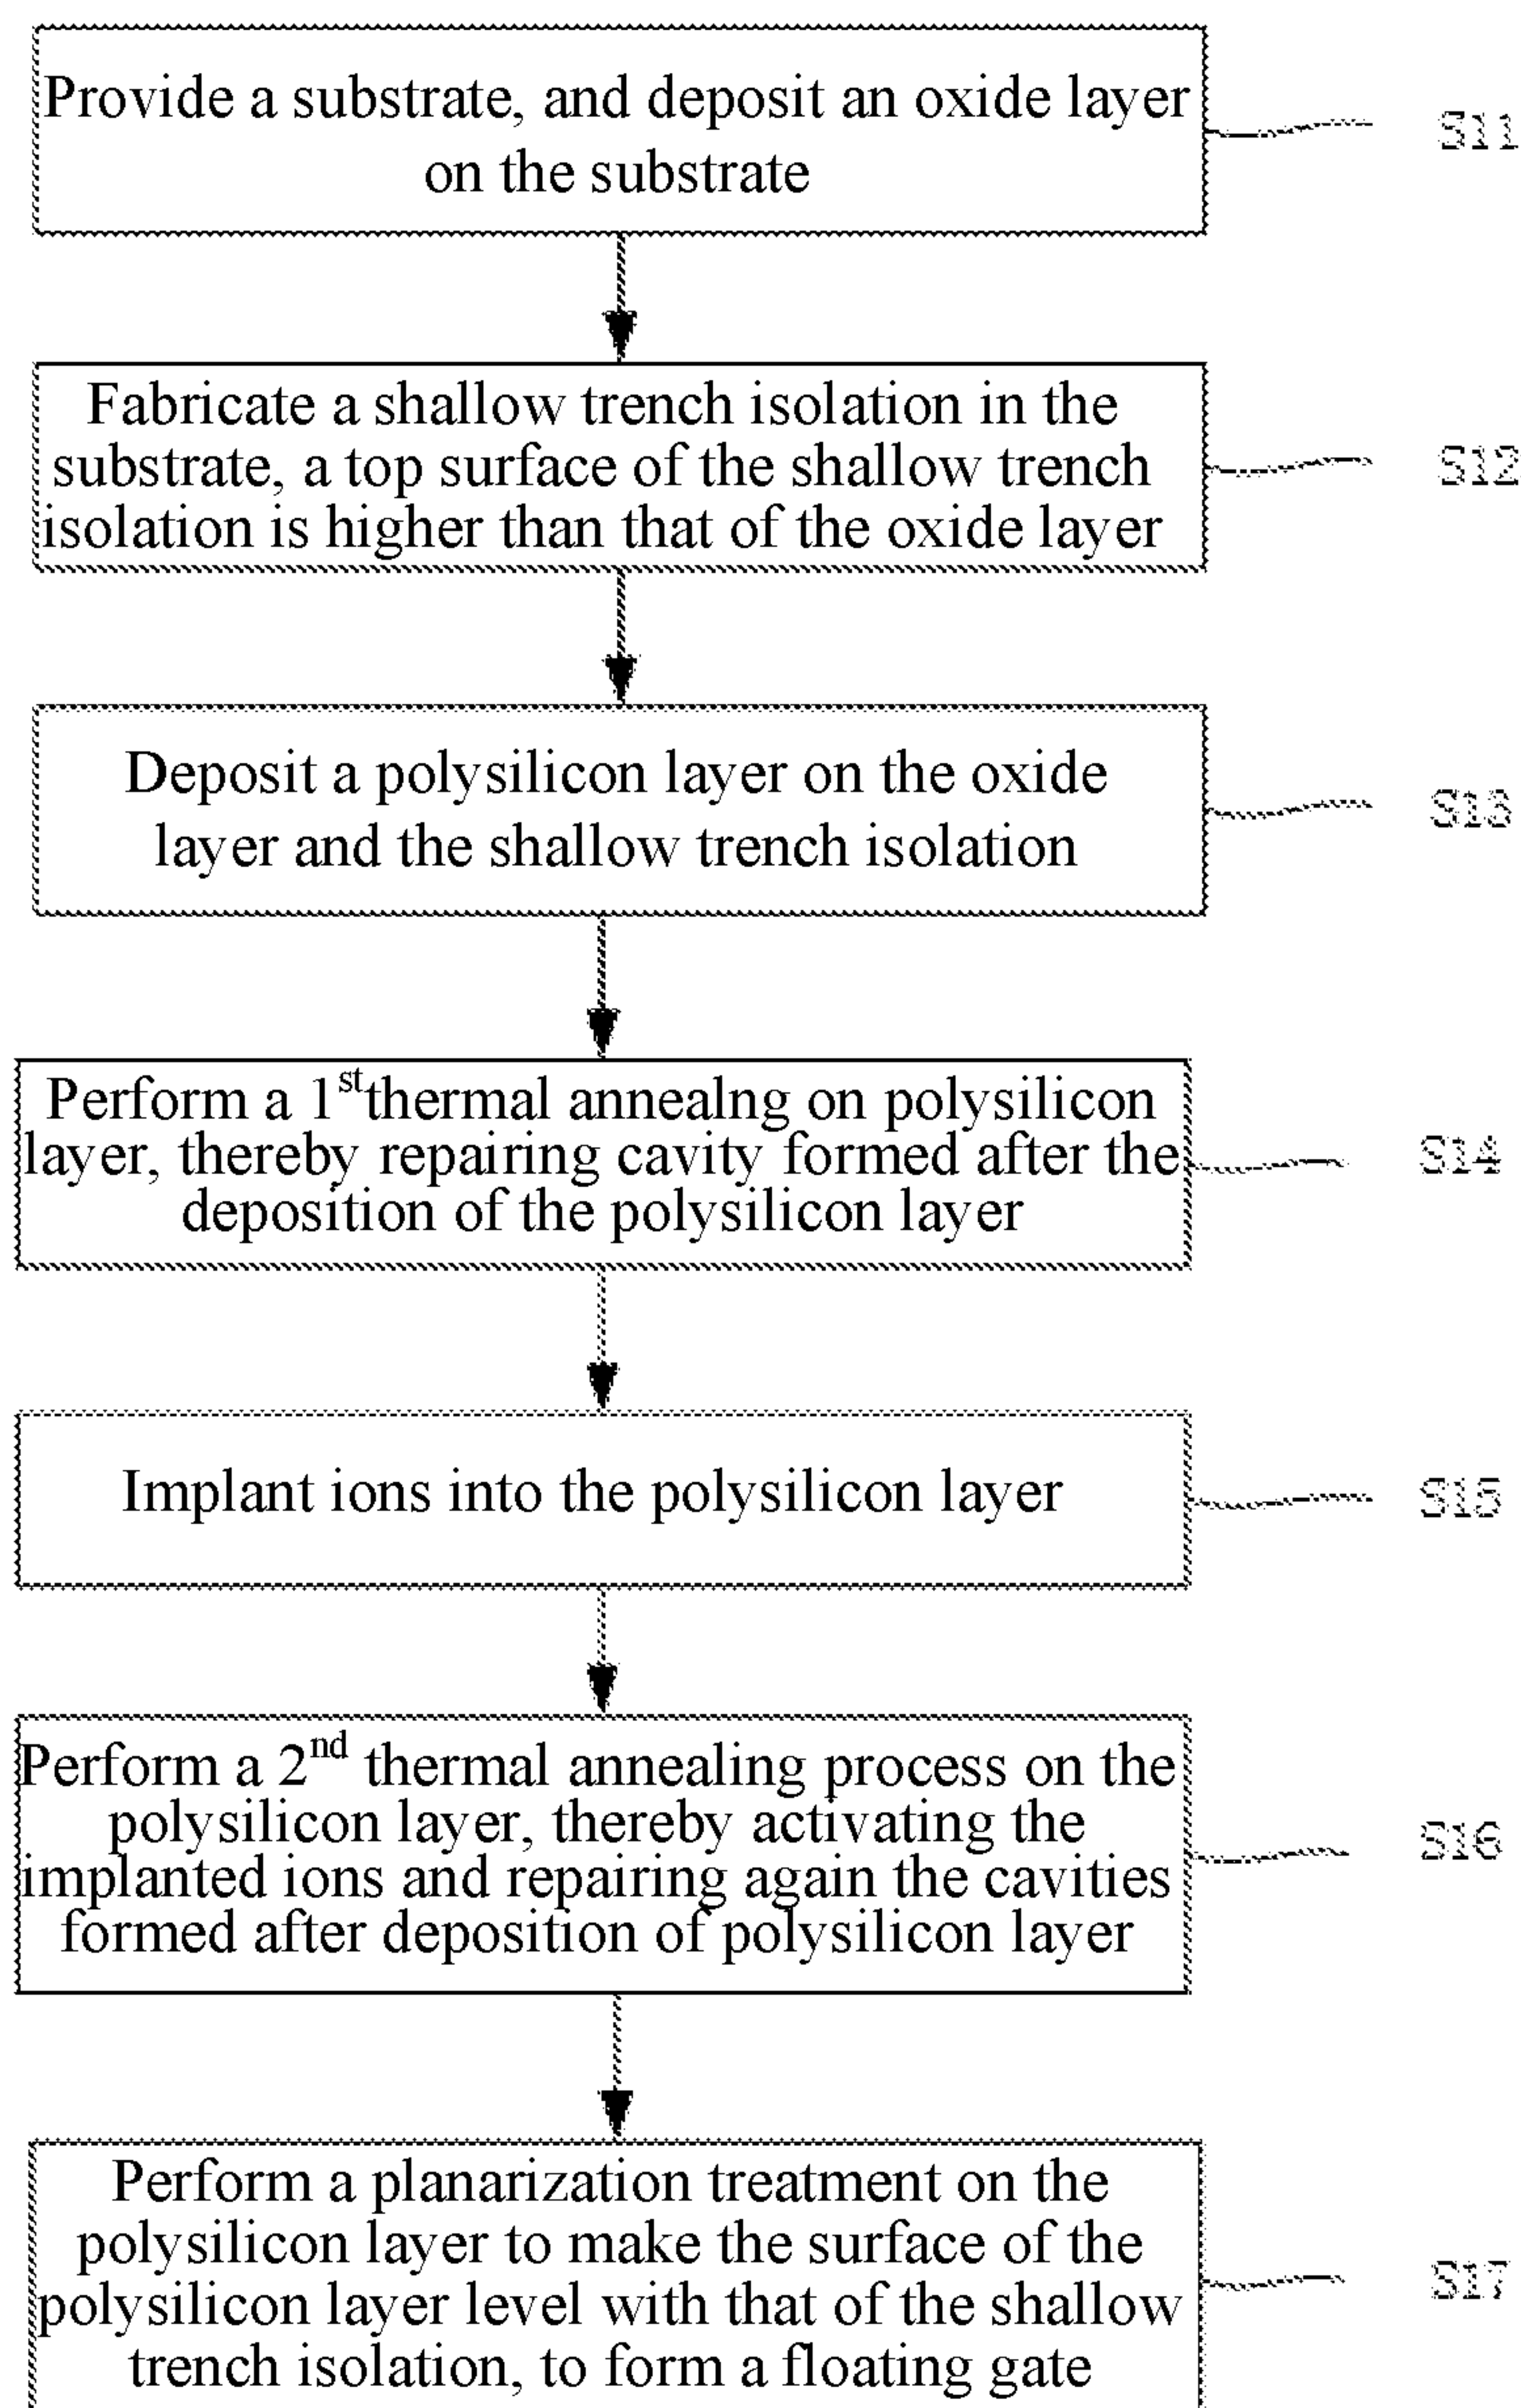 Provide a substrate, and deposit an oxide layer
on the substrate
S11
Fabricate a shallow trench isolation in the
substrate, a top surface of the shallow trench
isolation is higher than that of the oxide layer
S12
Deposit a polysilicon layer on the oxide
layer and the shallow trench isolation
S13
Perform a 1st thermal annealng on polysilicon
layer, thereby repairing cavity formed after the
deposition of the polysilicon layer
S14
Implant ions into the polysilicon layer
S15
Perform a 2nd thermal annealing process on the
polysilicon layer, thereby activating the
implanted ions and repairing again the cavities
formed after deposition of polysilicon layer
S16
Perform a planarization treatment on the
polysilicon layer to make the surface of the
polysilicon layer level with that of the shallow
trench isolation, to form a floating gate
S17